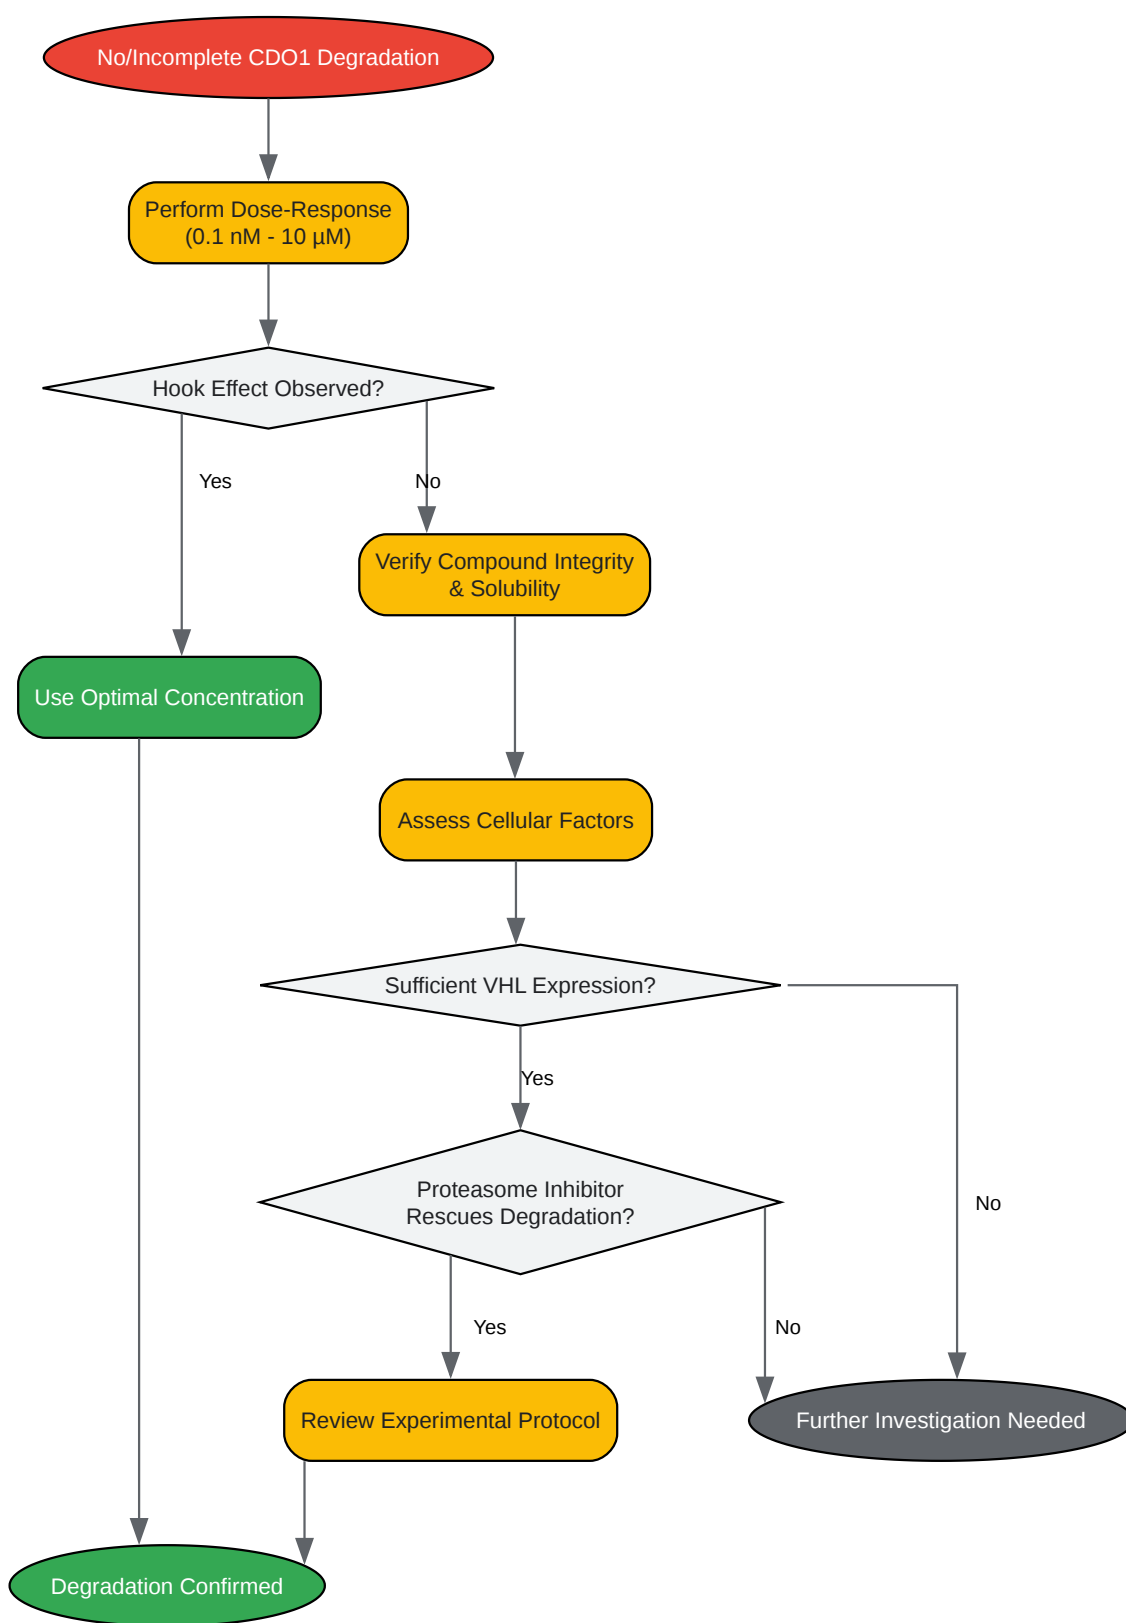 No/Incomplete CDO1 Degradation
Perform Dose-Response
(0.1 nM - 10 µM)
Hook Effect Observed?
Yes
No
Verify Compound Integrity
& Solubility
Use Optimal Concentration
Assess Cellular Factors
Sufficient VHL Expression?
Yes
Proteasome Inhibitor
Rescues Degradation?
No
Yes
No
Review Experimental Protocol
Further Investigation Needed
Degradation Confirmed